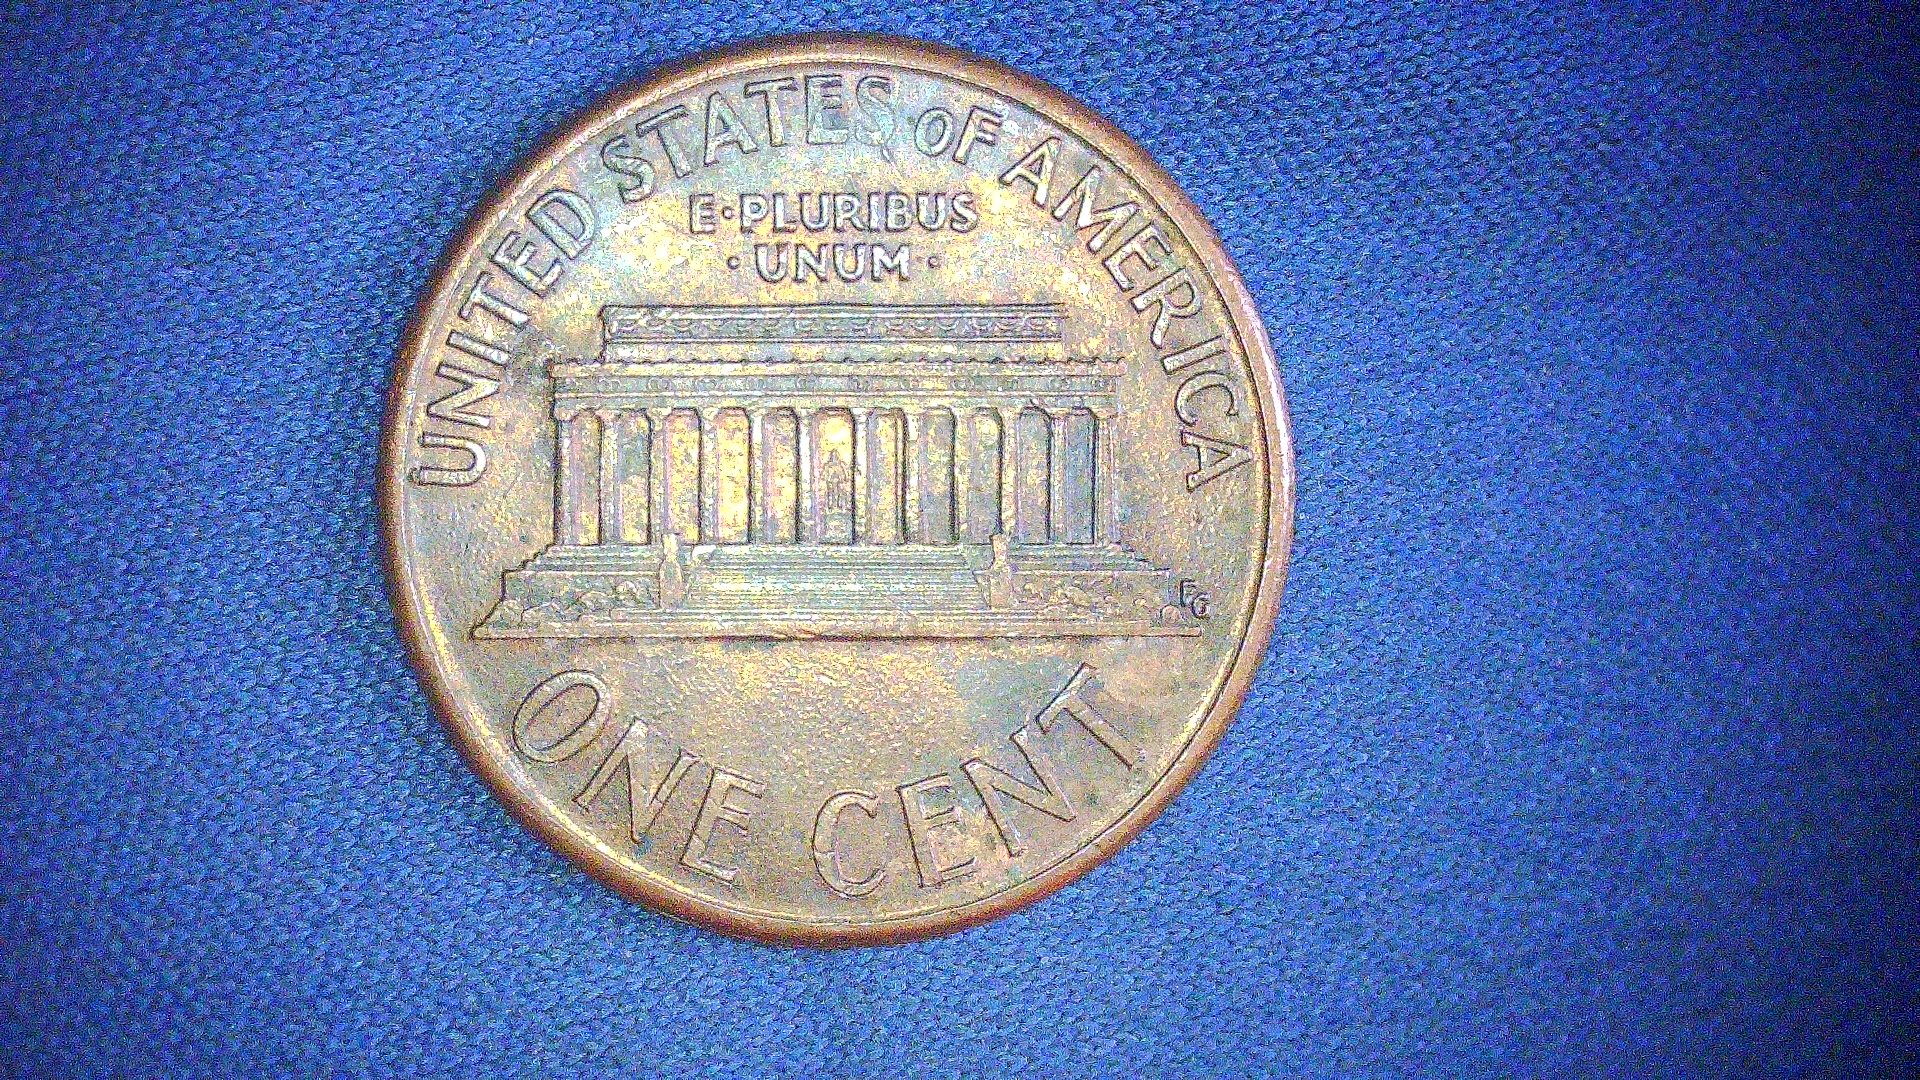 UNITED STATES OF AMERICA
E·PLURIBUS
·UNUM·
FG
ONE CENT